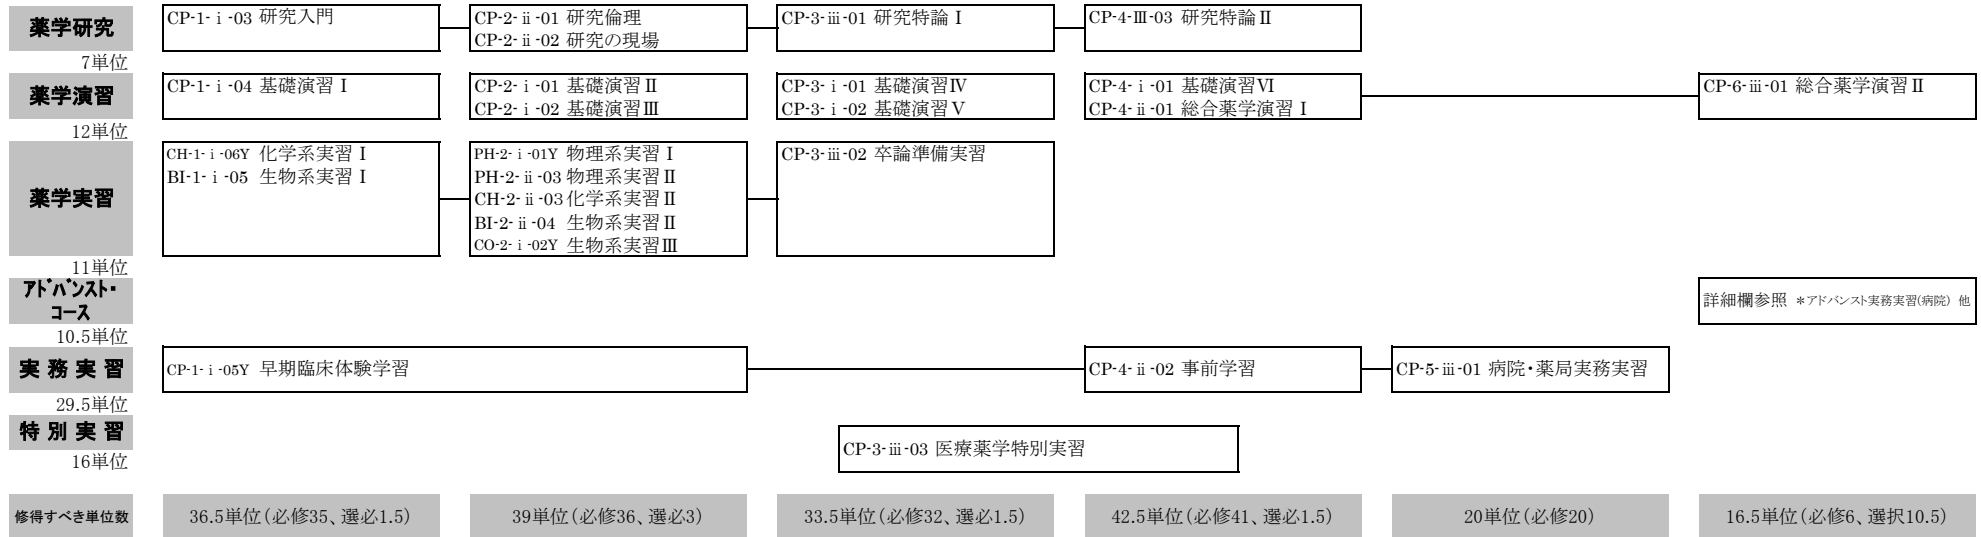 薬学研究
CP-1-ⅰ-03 研究入門
CP-2-ⅱ-01 研究倫理
CP-2-ⅱ-02 研究の現場
CP-3-ⅲ-01 研究特論Ⅰ
CP-4-Ⅲ-03 研究特論Ⅱ
7単位
薬学演習
CP-1-ⅰ-04 基礎演習Ⅰ
CP-2-ⅰ-01 基礎演習Ⅱ
CP-2-ⅰ-02 基礎演習Ⅲ
CP-3-ⅰ-01 基礎演習Ⅳ
CP-3-ⅰ-02 基礎演習Ⅴ
CP-4-ⅰ-01 基礎演習Ⅵ
CP-4-ⅱ-01 総合薬学演習Ⅰ
CP-6-ⅲ-01 総合薬学演習Ⅱ
12単位
薬学実習
CH-1-ⅰ-06Y 化学系実習Ⅰ
BI-1-ⅰ-05 生物系実習Ⅰ
PH-2-ⅰ-01Y 物理系実習Ⅰ
PH-2-ⅱ-03 物理系実習Ⅱ
CH-2-ⅱ-03 化学系実習Ⅱ
BI-2-ⅱ-04 生物系実習Ⅱ
CO-2-ⅰ-02Y 生物系実習Ⅲ
CP-3-ⅲ-02 卒論準備実習
11単位
アドバンスト・
コース
詳細欄参照 *アドバンスト実務実習(病院) 他
10.5単位
実務実習
CP-1-ⅰ-05Y 早期臨床体験学習
CP-4-ⅱ-02 事前学習
CP-5-ⅲ-01 病院・薬局実務実習
29.5単位
特別実習
CP-3-ⅲ-03 医療薬学特別実習
16単位
修得すべき単位数
36.5単位(必修35、選必1.5)
39単位(必修36、選必3)
33.5単位(必修32、選必1.5)
42.5単位(必修41、選必1.5)
20単位(必修20)
16.5単位(必修6、選択10.5)